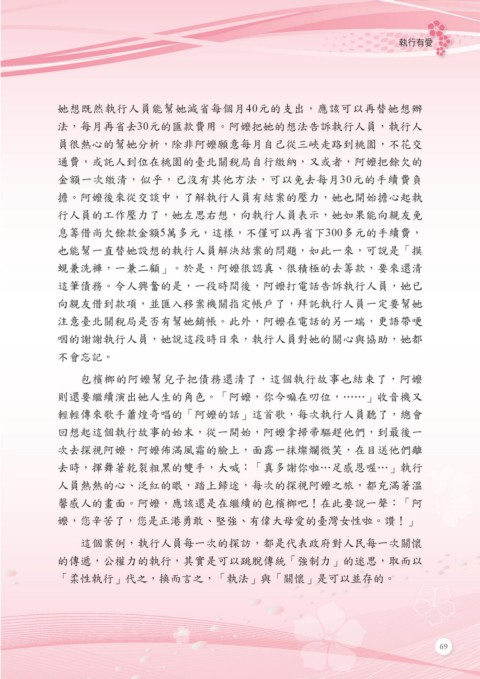 執行有愛
她想既然執行人員能幫她減省每個月40元的支出，應該可以再替她想辦
法，每月再省去30元的匯款費用。阿嬤把她的想法告訴執行人員，執行人
員很熱心的幫她分析，除非阿嬤願意每月自己從三峽走路到桃園，不花交
通費，或託人到位在桃園的臺北關稅局自行繳納，又或者，阿嬤把餘欠的
金額一次繳清，似乎，已沒有其他方法，可以免去每月30元的手續費負
擔。阿嬤後來從交談中，了解執行人員有結案的壓力，她也開始擔心起執
行人員的工作壓力了，她左思右想，向執行人員表示，她如果能向親友免
息籌借尚欠餘款金額5萬多元，這樣，不僅可以再省下300多元的手續費，
也能幫一直替她設想的執行人員解決結案的問題，如此一來，可說是「摸
蜆兼洗褲，一兼二顧」。於是，阿嬤很認真、很積極的去籌款，要來還清
這筆債務。令人興奮的是，一段時間後，阿嬤打電話告訴執行人員，她已
向親友借到款項，並匯入移案機關指定帳戶了，拜託執行人員一定要幫她
注意臺北關稅局是否有幫她銷帳。此外，阿嬤在電話的另一端，更語帶哽
咽的謝謝執行人員，她說這段時日來，執行人員對她的關心與協助，她都
不會忘記。
包檳榔的阿嬤幫兒子把債務還清了，這個執行故事也結束了，阿嬤
則還要繼續演出她人生的角色。「阿嬤，你今嘛在叨位，……」收音機又
輕輕傳來歌手蕭煌奇唱的「阿嬤的話」這首歌，每次執行人員聽了，總會
回想起這個執行故事的始末，從一開始，阿嬤拿掃帚驅趕他們，到最後一
次去探視阿嬤，阿嬤佈滿風霜的臉上，面露一抹燦爛微笑，在目送他們離
去時，揮舞著乾裂粗黑的雙手，大喊：「真多謝你啦…足感恩喔…」執行
人員熱熱的心、泛紅的眼，踏上歸途，每次的探視阿嬤之旅，都充滿著溫
馨感人的畫面。阿嬤，應該還是在繼續的包檳榔吧！在此要說一聲：「阿
嬤，您辛苦了，您是正港勇敢、堅強、有偉大母愛的臺灣女性啦。讚！」
這個案例，執行人員每一次的探訪，都是代表政府對人民每一次關懷
的傳遞，公權力的執行，其實是可以跳脫傳統「強制力」的迷思，取而以
「柔性執行」代之，換而言之，「執法」與「關懷」是可以並存的。
69